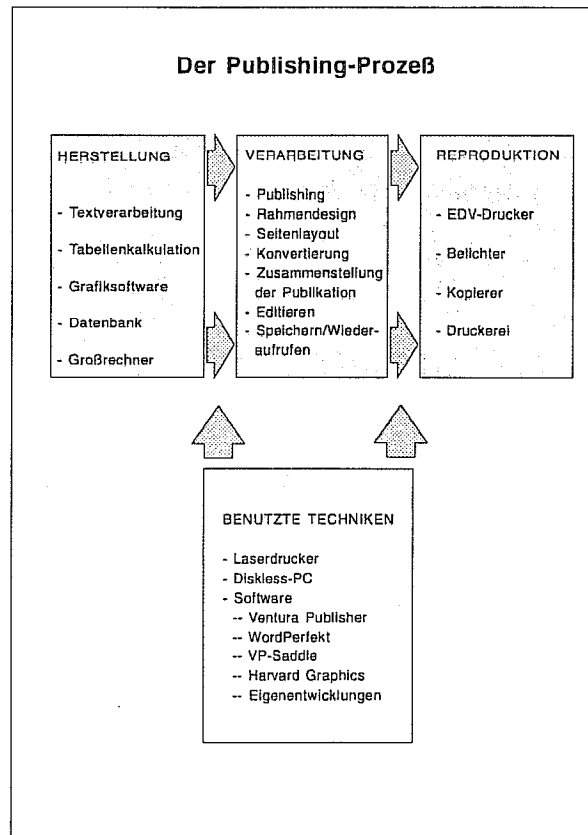 Der Publishing-Prozeß
HERSTELLUNG
- Textverarbeitung
- Tabellenkalkulation
- Grafiksoftware
- Datenbank
- Großrechner
VERARBEITUNG
- Publishing
- Rahmendesign
- Seitenlayout
- Konvertierung
- Zusammenstellung
der Publikation
- Editieren
- Speichern/Wieder-
aufrufen
REPRODUKTION
- EDV-Drucker
- Belichter
- Kopierer
- Druckerei
BENUTZTE TECHNIKEN
- Laserdrucker
- Diskless-PC
- Software
-- Ventura Publisher
-- WordPerfekt
-- VP-Saddle
-- Harvard Graphics
-- Eigenentwicklungen